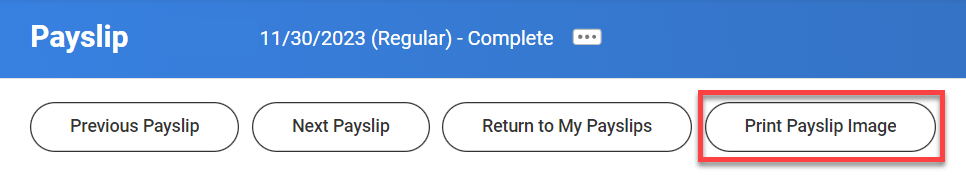 Payslip 11/30/2023 (Regular) - Complete
Previous Payslip Next Payslip Return to My Payslips Print Payslip Image